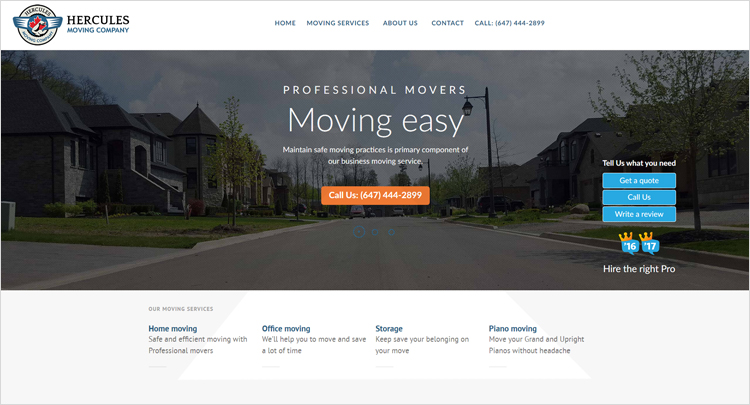 HERCULES
MOVING COMPANY
HERCULES
MOVING COMPANY
HOME MOVING SERVICES ABOUT US CONTACT CALL: (647) 444-2899
PROFESSIONAL MOVERS
Moving easy
Maintain safe moving practices is primary component of
our business moving service.
Call Us: (647) 444-2899
Tell Us what you need
Get a quote
Call Us
Write a review
'16 '17
Hire the right Pro
OUR MOVING SERVICES
Home moving
Safe and efficient moving with
Professional movers
Office moving
We'll help you to move and save
a lot of time
Storage
Keep save your belonging on
your move
Piano moving
Move your Grand and Upright
Pianos without headache